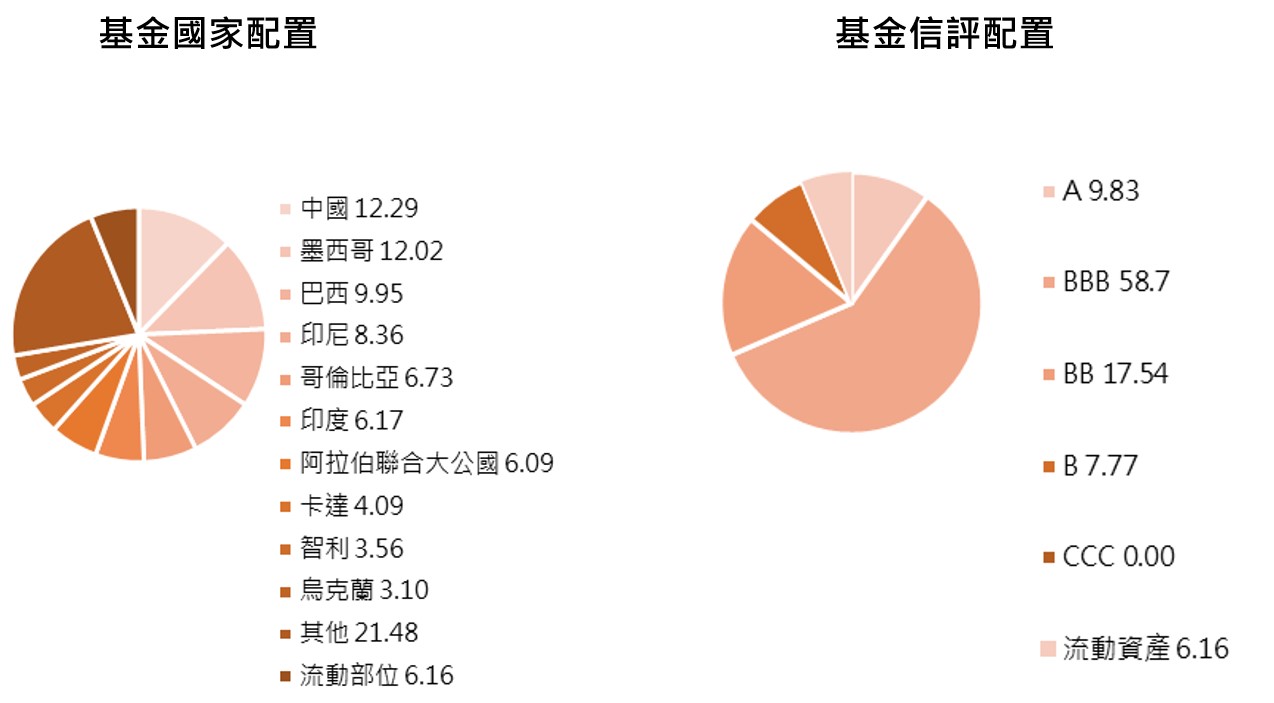 基金國家配置
中國 12.29
墨西哥 12.02
巴西 9.95
印尼 8.36
哥倫比亞 6.73
印度 6.17
阿拉伯聯合大公國 6.09
卡達 4.09
智利 3.56
烏克蘭 3.10
其他 21.48
流動部位 6.16
基金信評配置
A 9.83
BBB 58.7
BB 17.54
B 7.77
CCC 0.00
流動資產 6.16